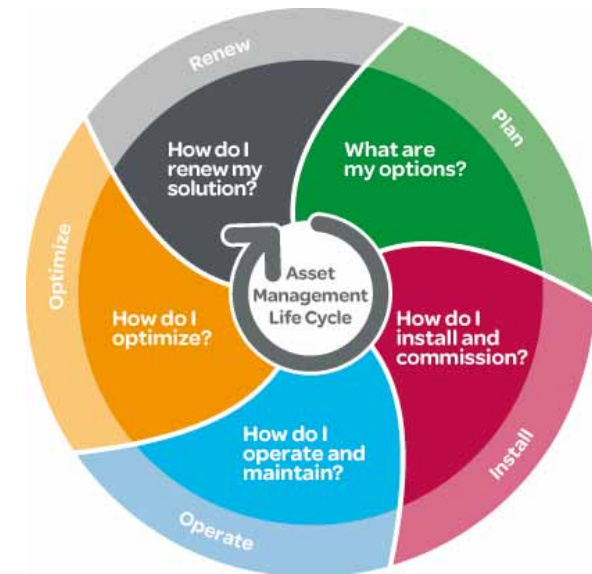 Renew
Plan
How do I
renew my
solution?
What are
my options?
Optimize
Asset
Management
Life Cycle
How do I
optimize?
How do I
install and
commission?
How do I
operate and
maintain?
Install
Operate